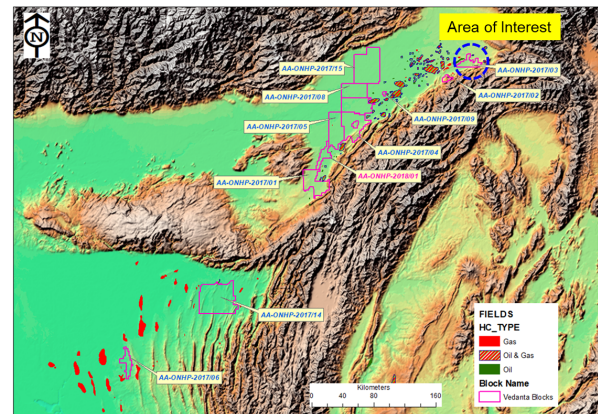 Area of Interest
N
AA-ONHP-2017/15
AA-ONHP-2017/03
AA-ONHP-2017/08
AA-ONHP-2017/02
AA-ONHP-2017/09
AA-ONHP-2017/05
AA-ONHP-2017/04
AA-ONHP-2018/01
AA-ONHP-2017/01
AA-ONHP-2017/14
AA-ONHP-2017/06
FIELDS
HC_TYPE
Gas
Oil & Gas
Oil
Block Name
Vedanta Blocks
Kilometers
0 40 80 160